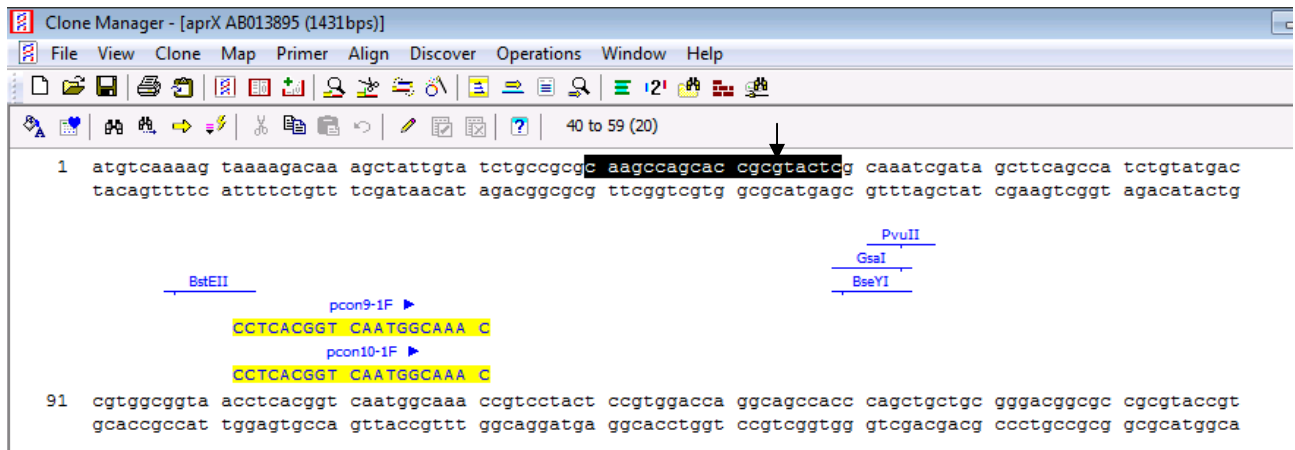 Clone Manager - [aprX AB013895 (1431bps)]
File View Clone Map Primer Align Discover Operations Window Help
40 to 59 (20)
1 atgtcaaaag taaaagacaa agctattgta tctgccgcgc aagccagcac cgcgtactcg caaatcgata gcttcagcca tctgtatgac
tacagttttc attttctgtt tcgataacat agacggcgcg ttcggtcgtg gcgcatgagc gtttagctat cgaagtcggt agacatactg
PvuII
GsaI
BstEII BseYI
pcon9-1F
CCTCACGGT CAATGGCAAA C
pcon10-1F
CCTCACGGT CAATGGCAAA C
91 cgtggcggta acctcacggt caatggcaaa ccgtcctact ccgtggacca ggcagccacc cagctgctgc gggacggcgc cgcgtaccgt
gcaccgccat tggagtgcca gttaccgttt ggcaggatga ggcacctggt ccgtcggtgg gtcgacgacg ccctgccgcg gcgcatggca